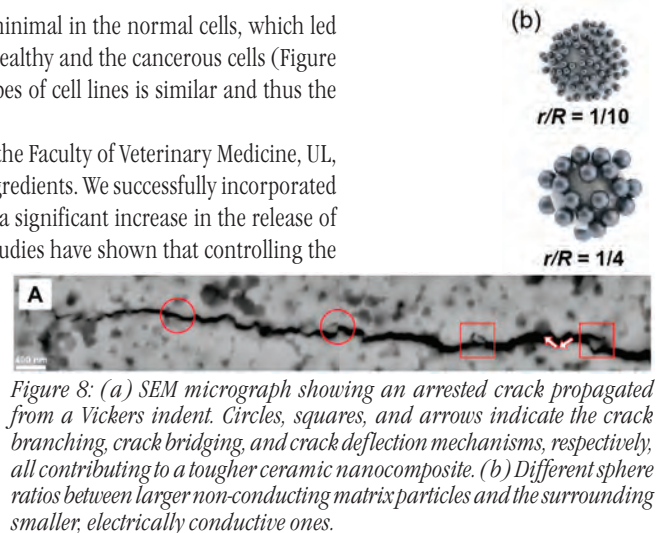 ninimal in the normal cells, which led
ealthy and the cancerous cells (Figure
pes of cell lines is similar and thus the
the Faculty of Veterinary Medicine, UL,
gredients. We successfully incorporated
a significant increase in the release of
tudies have shown that controlling the
(b)
r/R = 1/10
r/R = 1/4
A
400 nm
Figure 8: (a) SEM micrograph showing an arrested crack propagated
from a Vickers indent. Circles, squares, and arrows indicate the crack
branching, crack bridging, and crack deflection mechanisms, respectively,
all contributing to a tougher ceramic nanocomposite. (b) Different sphere
ratios between larger non-conducting matrix particles and the surrounding
smaller, electrically conductive ones.